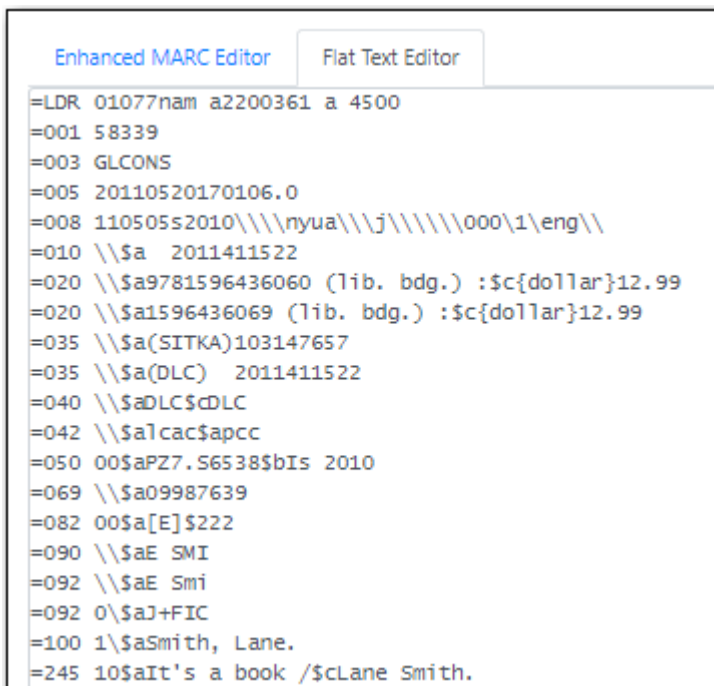 Enhanced MARC Editor
Flat Text Editor
=LDR 01077nam a2200361 a 4500
=001 58339
=003 GLCONS
=005 20110520170106.0
=008 110505s2010\\\\nyua\\\j\\\\\\000\1\eng\\
=010 \\$a  2011411522
=020 \\$a9781596436060 (lib. bdg.) :$c{dollar}12.99
=020 \\$a1596436069 (lib. bdg.) :$c{dollar}12.99
=035 \\$a(SITKA)103147657
=035 \\$a(DLC)  2011411522
=040 \\$aDLC$cDLC
=042 \\$alcac$apcc
=050 00$aPZ7.S6538$bIs 2010
=069 \\$a09987639
=082 00$a[E]$222
=090 \\$aE SMI
=092 \\$aE Smi
=092 0\$aJ+FIC
=100 1\$aSmith, Lane.
=245 10$aIt's a book /$cLane Smith.